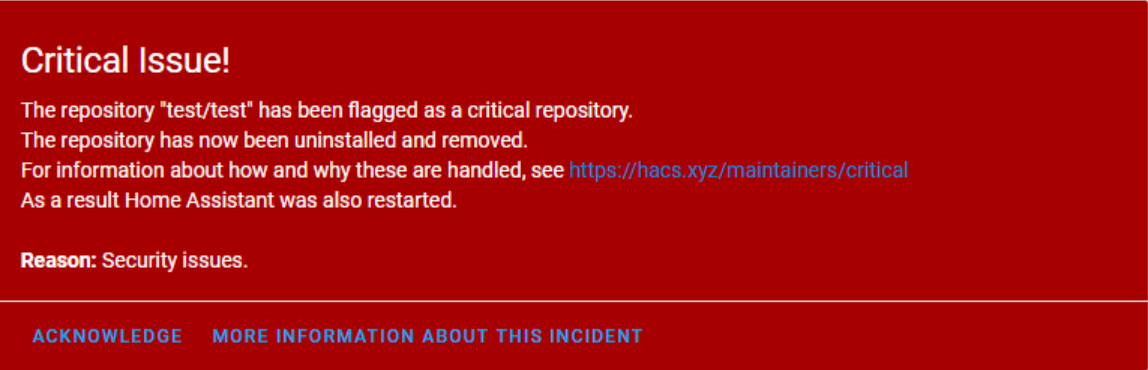 Critical Issue!
The repository "test/test" has been flagged as a critical repository.
The repository has now been uninstalled and removed.
For information about how and why these are handled, see https://hacs.xyz/maintainers/critical
As a result Home Assistant was also restarted.
Reason: Security issues.
ACKNOWLEDGE MORE INFORMATION ABOUT THIS INCIDENT